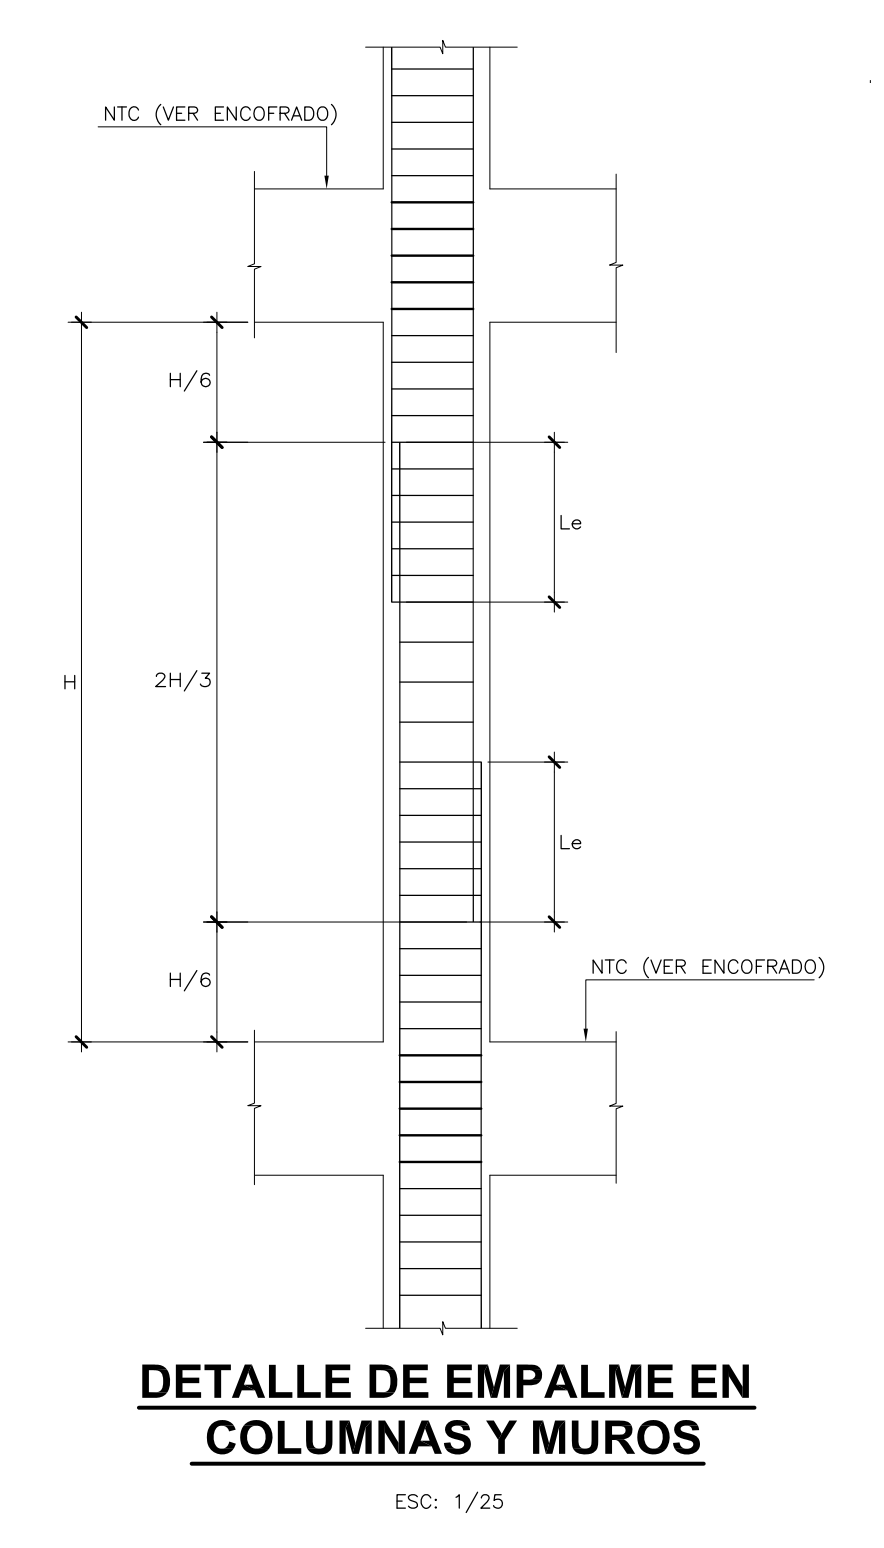 NTC (VER ENCOFRADO)
H/6
Le
H
2H/3
Le
NTC (VER ENCOFRADO)
H/6
DETALLE DE EMPALME EN
COLUMNAS Y MUROS
ESC: 1/25